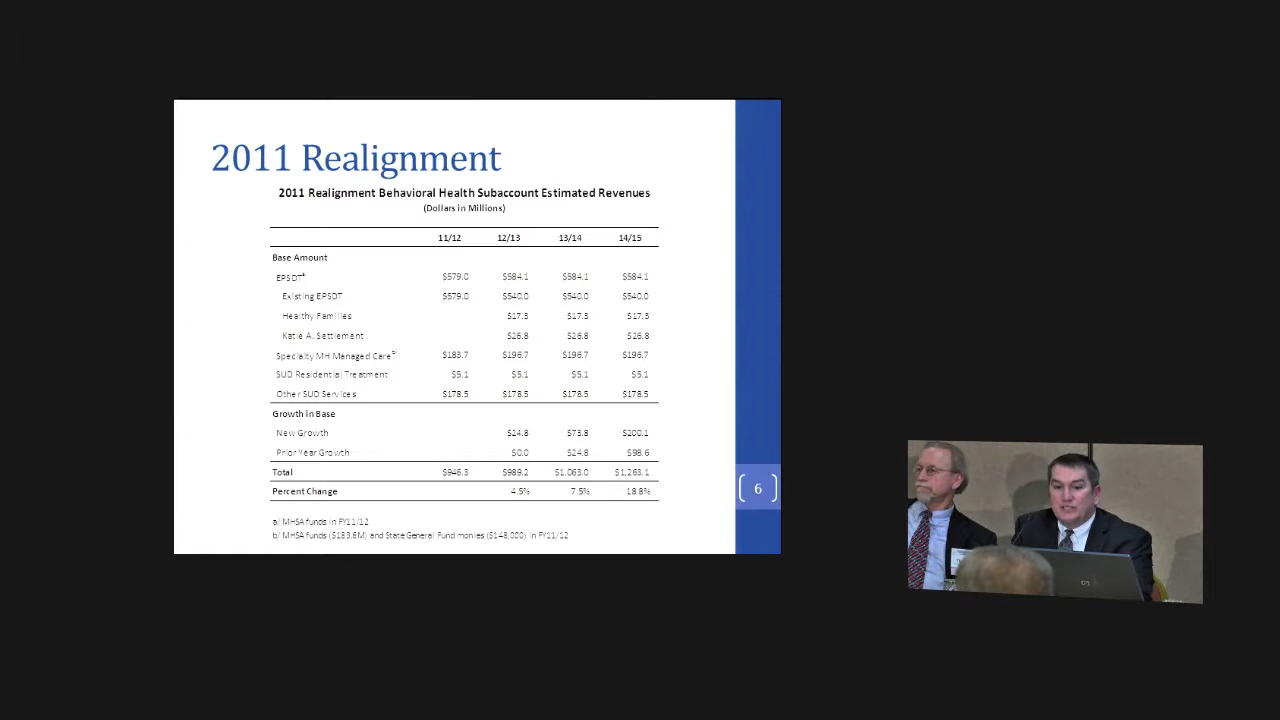 2011 Realignment
2011 Realignment Behavioral Health Subaccount Estimated Revenues
(Dollars in Millions)
11/12 12/13 13/14 14/15
Base Amount
EPSDTa/ $579.0 $584.1 $584.1 $584.1
Existing EPSDT $579.0 $540.0 $540.0 $540.0
Healthy Families $17.3 $17.3 $17.3
Katie A. Settlement $26.8 $26.8 $26.8
Specialty MH Managed Careb/ $183.7 $196.7 $196.7 $196.7
SUD Residential Treatment $5.1 $5.1 $5.1 $5.1
Other SUD Services $178.5 $178.5 $178.5 $178.5
Growth in Base
New Growth $24.8 $73.8 $200.1
Prior Year Growth $0.0 $24.8 $98.6
Total $946.3 $989.2 $1,063.0 $1,263.1
Percent Change 4.5% 7.5% 18.8%
a/ MHSA funds in FY11/12
b/ MHSA funds ($183.6M) and State General Fund monies ($148,000) in FY11/12
6